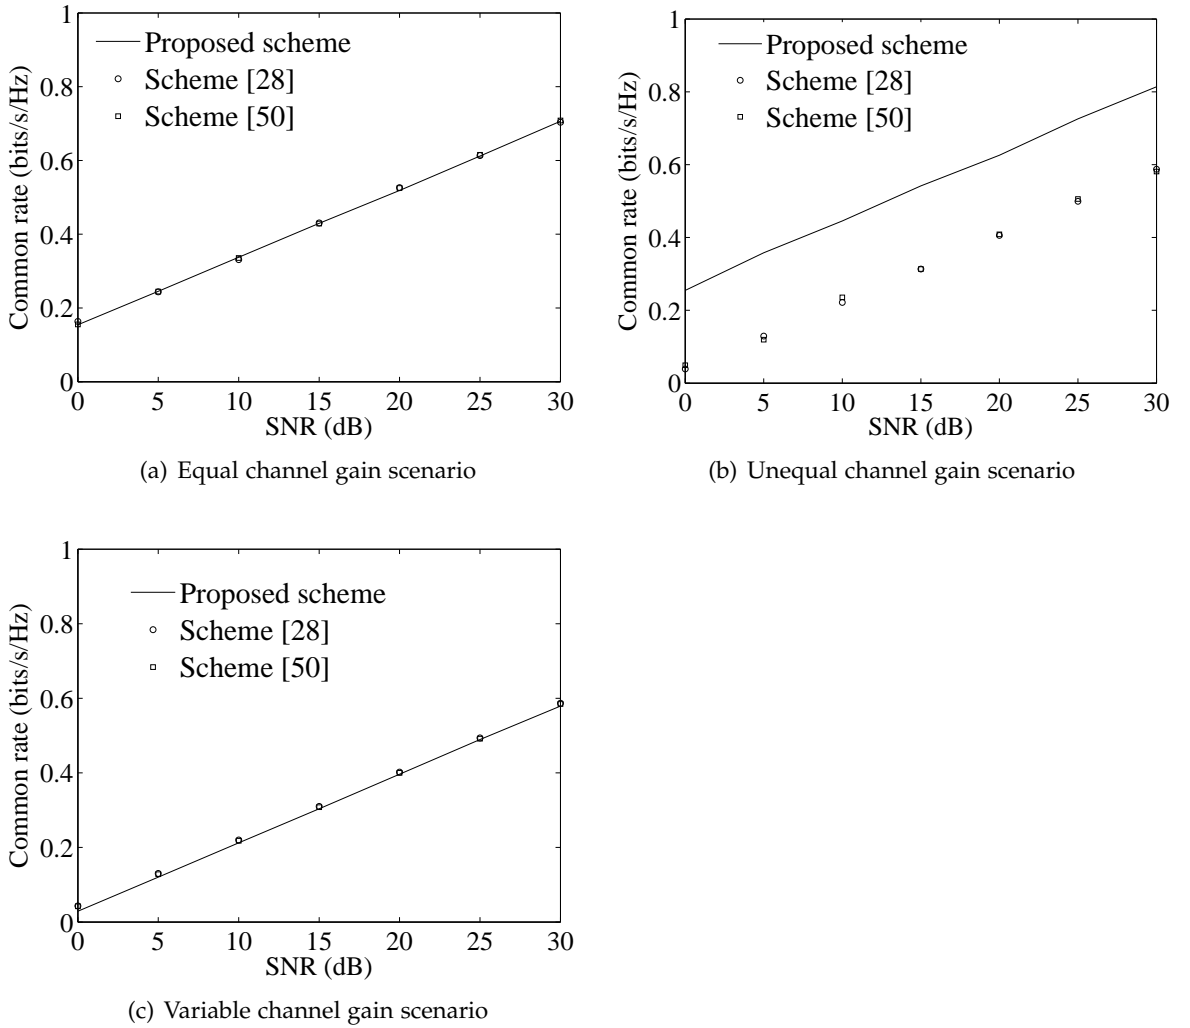 1
0.8
0.6
0.4
0.2
0
0 5 10 15 20 25 30
Common rate (bits/s/Hz)
SNR (dB)
Proposed scheme
Scheme [28]
Scheme [50]
(a) Equal channel gain scenario
1
0.8
0.6
0.4
0.2
0
0 5 10 15 20 25 30
Common rate (bits/s/Hz)
SNR (dB)
Proposed scheme
Scheme [28]
Scheme [50]
(b) Unequal channel gain scenario
1
0.8
0.6
0.4
0.2
0
0 5 10 15 20 25 30
Common rate (bits/s/Hz)
SNR (dB)
Proposed scheme
Scheme [28]
Scheme [50]
(c) Variable channel gain scenario